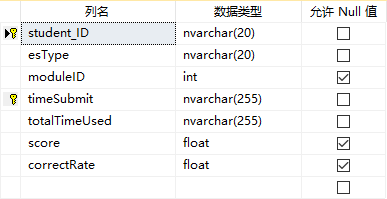 列名 数据类型 允许 Null 值
student_ID nvarchar(20)
esType nvarchar(20)
moduleID int
timeSubmit nvarchar(255)
totalTimeUsed nvarchar(255)
score float
correctRate float